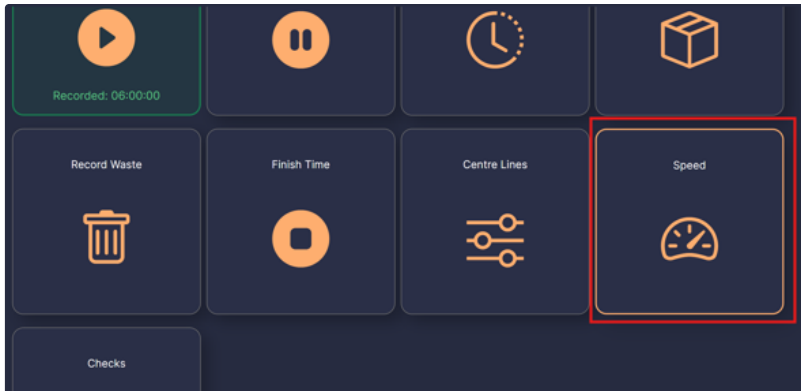 Recorded: 06:00:00
Record Waste
Finish Time
Centre Lines
Speed
Checks